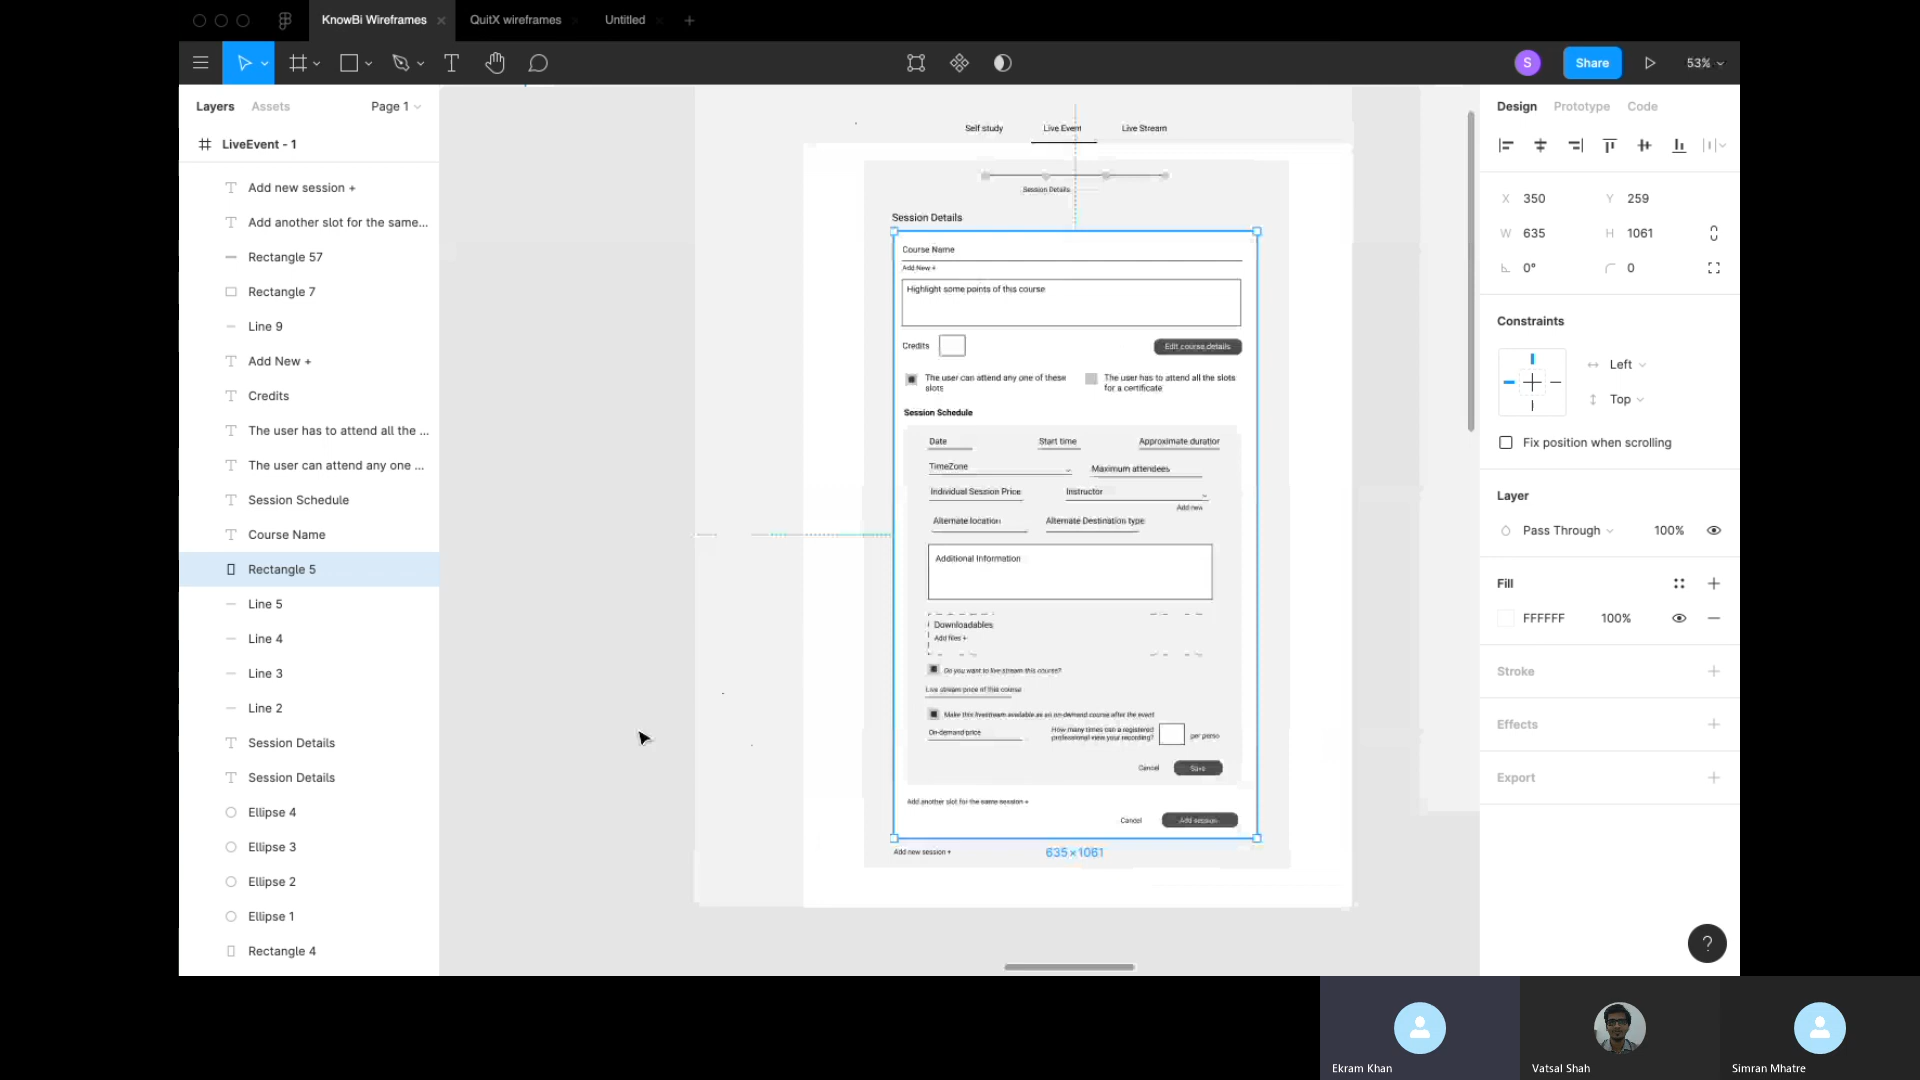 KnowBi Wireframes
QuitX wireframes
Untitled
S
Share
53%
Layers
Assets
Page 1
Design
Prototype
Code
LiveEvent - 1
Add new session +
Add another slot for the same...
Rectangle 57
Rectangle 7
Line 9
Add New +
Credits
The user has to attend all the ...
The user can attend any one ...
Session Schedule
Course Name
Rectangle 5
Line 5
Line 4
Line 3
Line 2
Session Details
Session Details
Ellipse 4
Ellipse 3
Ellipse 2
Ellipse 1
Rectangle 4
Self study
Live Event
Live Stream
Session Details
Session Details
Course Name
Add New +
Highlight some points of this course
Credits
Edit course details
The user can attend any one of these
slots
The user has to attend all the slots
for a certificate
Session Schedule
Date
Start time
Approximate duration
TimeZone
Maximum attendees
Individual Session Price
Instructor
Add new
Alternate location
Alternate Destination type
Additional Information
Downloadables
Add files +
Do you want to live stream this course?
Live stream price of this course
Make this livestream available as an on-demand course after the event
On-demand price
How many times can a registered
professional view your recording?
per perso
Cancel
Save
Add another slot for the same session +
Cancel
Add session
Add new session +
635 × 1061
X 350
Y 259
W 635
H 1061
0°
0
Constraints
Left
Top
Fix position when scrolling
Layer
Pass Through
100%
Fill
FFFFFF
100%
Stroke
Effects
Export
?
Ekram Khan
Vatsal Shah
Simran Mhatre